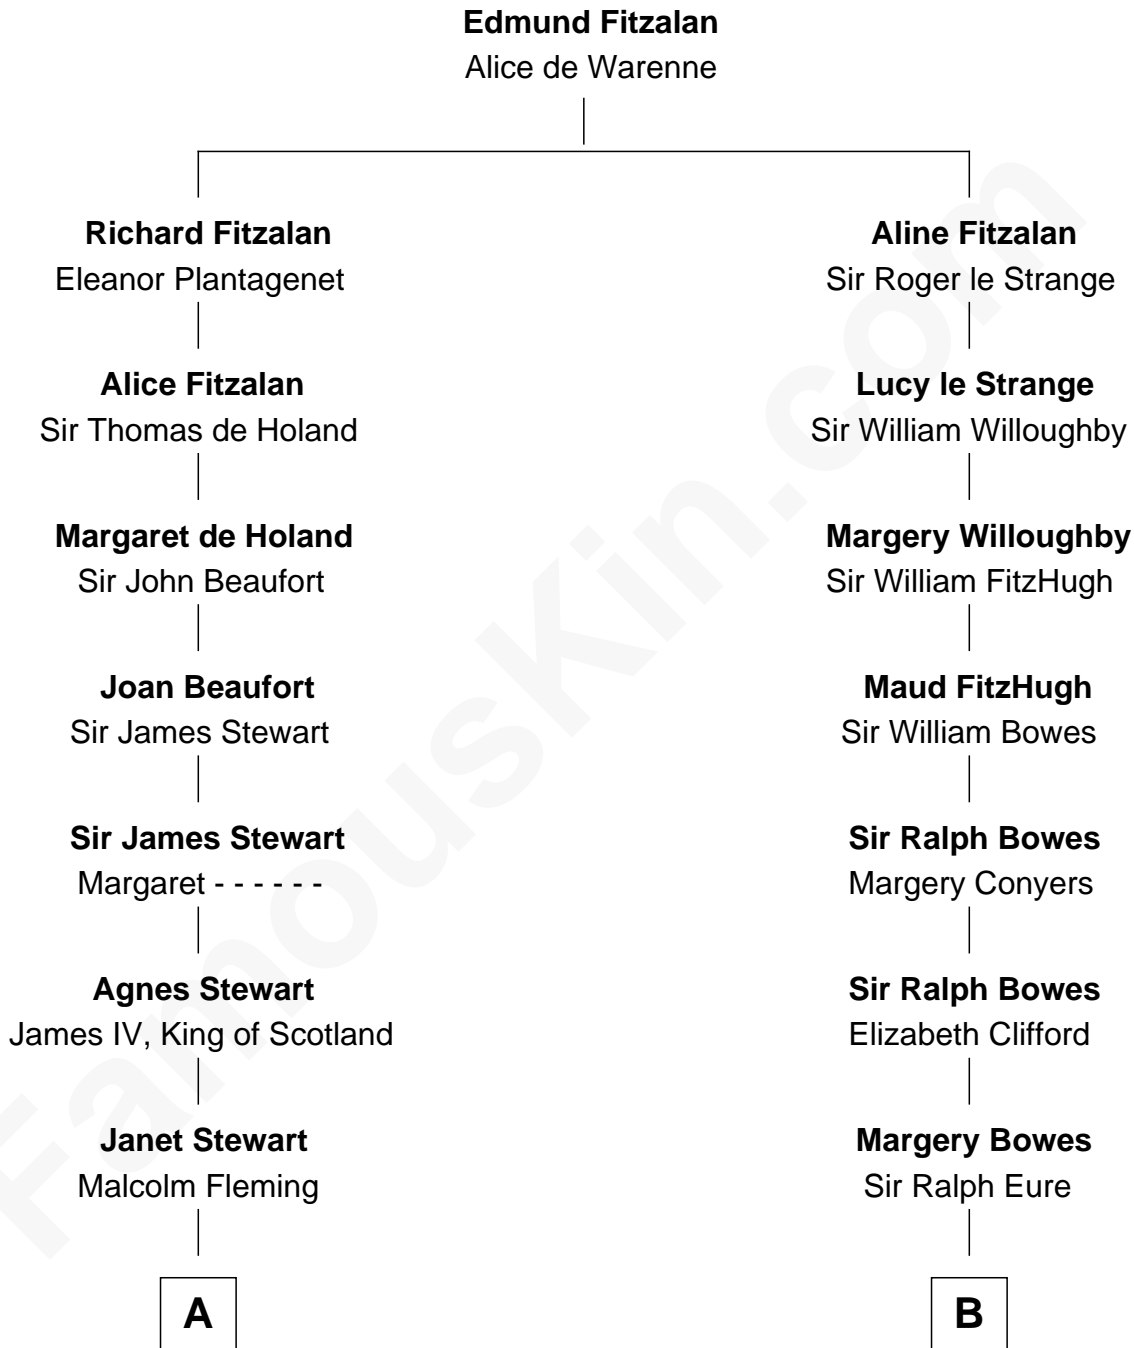 Edmund Fitzalan
Alice de Warenne
Richard Fitzalan
Eleanor Plantagenet
Aline Fitzalan
Sir Roger le Strange
Alice Fitzalan
Sir Thomas de Holand
Lucy le Strange
Sir William Willoughby
Margaret de Holand
Sir John Beaufort
Margery Willoughby
Sir William FitzHugh
Joan Beaufort
Sir James Stewart
Maud FitzHugh
Sir William Bowes
Sir James Stewart
Margaret - - - - - -
Sir Ralph Bowes
Margery Conyers
Agnes Stewart
James IV, King of Scotland
Sir Ralph Bowes
Elizabeth Clifford
Janet Stewart
Malcolm Fleming
Margery Bowes
Sir Ralph Eure
A
B
FamousKin.com